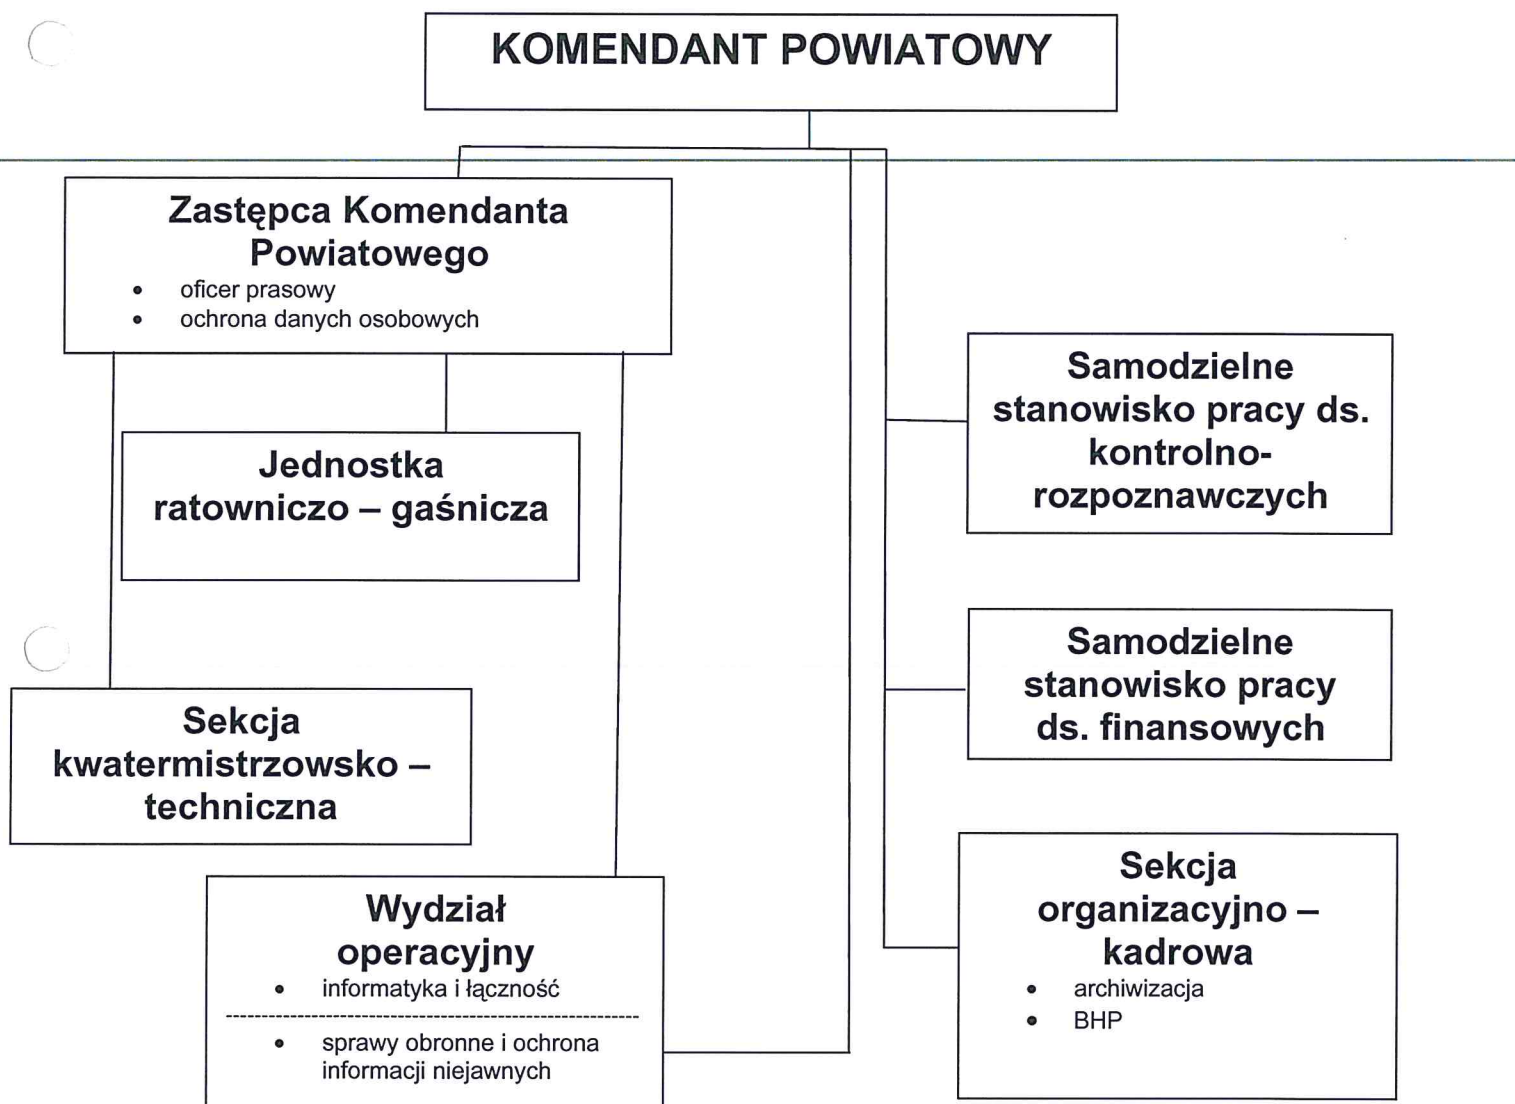 KOMENDANT POWIATOWY
Zastępca Komendanta
Powiatowego
• oficer prasowy
• ochrona danych osobowych
Jednostka
ratowniczo – gaśnicza
Sekcja
kwatermistrzowsko –
techniczna
Wydział
operacyjny
• informatyka i łączność
• sprawy obronne i ochrona
informacji niejawnych
Samodzielne
stanowisko pracy ds.
kontrolno-
rozpoznawczych
Samodzielne
stanowisko pracy
ds. finansowych
Sekcja
organizacyjno –
kadrowa
• archiwizacja
• BHP